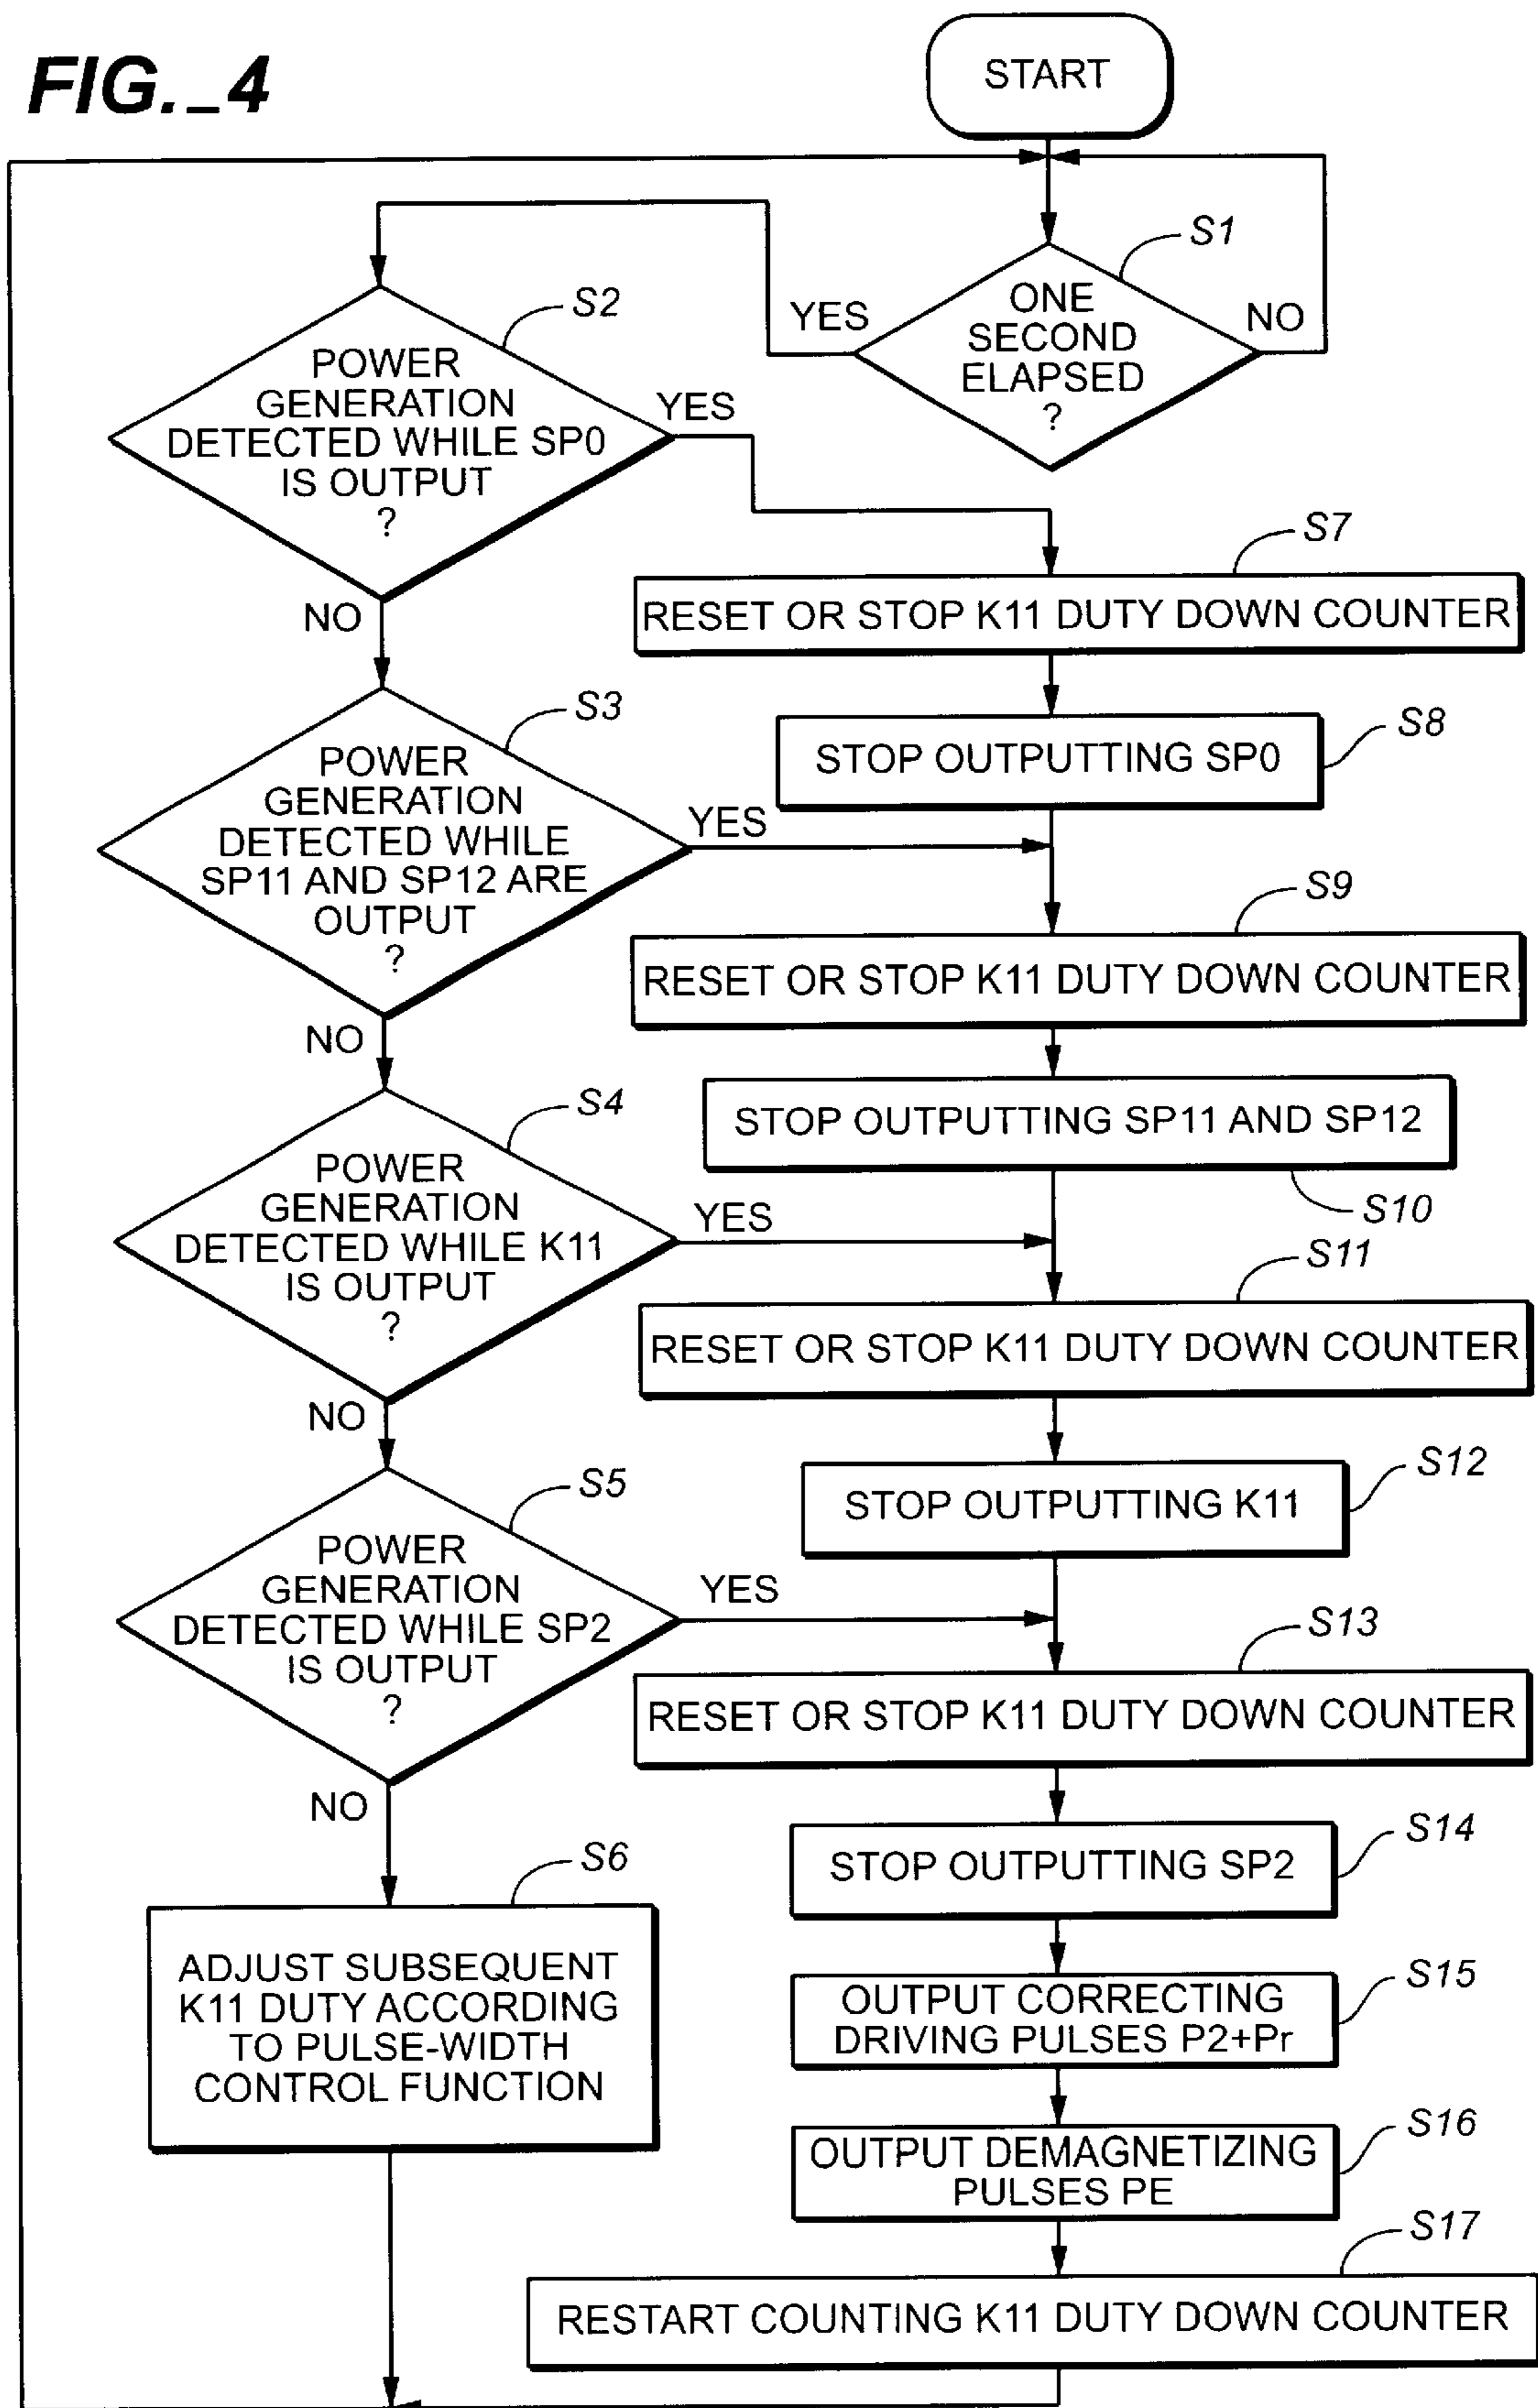 FIG._4
START
S1
ONE
SECOND
ELAPSED
?
YES
NO
S2
POWER
GENERATION
DETECTED WHILE SP0
IS OUTPUT
?
YES
NO
S7
RESET OR STOP K11 DUTY DOWN COUNTER
S8
STOP OUTPUTTING SP0
S3
POWER
GENERATION
DETECTED WHILE
SP11 AND SP12 ARE
OUTPUT
?
YES
NO
S9
RESET OR STOP K11 DUTY DOWN COUNTER
STOP OUTPUTTING SP11 AND SP12
S10
S4
POWER
GENERATION
DETECTED WHILE K11
IS OUTPUT
?
YES
NO
S11
RESET OR STOP K11 DUTY DOWN COUNTER
S12
STOP OUTPUTTING K11
S5
POWER
GENERATION
DETECTED WHILE SP2
IS OUTPUT
?
YES
NO
S13
RESET OR STOP K11 DUTY DOWN COUNTER
S14
STOP OUTPUTTING SP2
S6
ADJUST SUBSEQUENT
K11 DUTY ACCORDING
TO PULSE-WIDTH
CONTROL FUNCTION
S15
OUTPUT CORRECTING
DRIVING PULSES P2+Pr
S16
OUTPUT DEMAGNETIZING
PULSES PE
S17
RESTART COUNTING K11 DUTY DOWN COUNTER